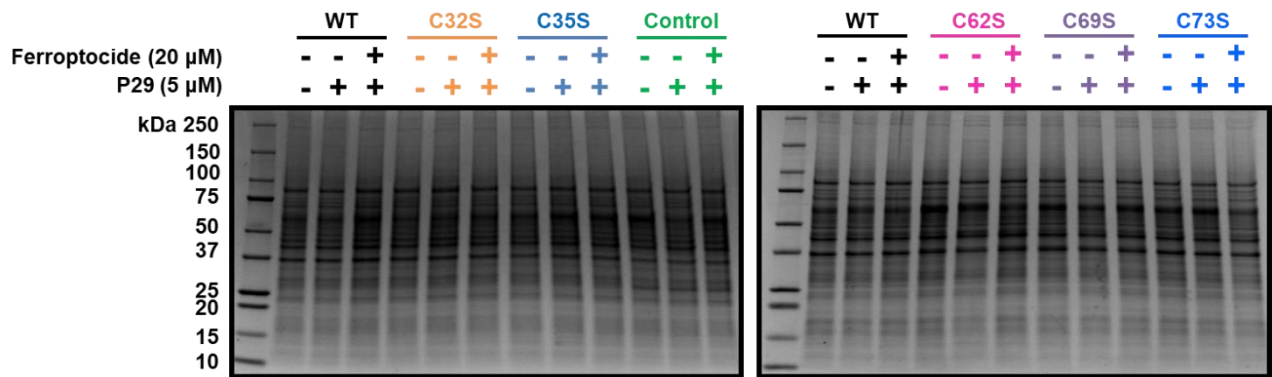 WT C32S C35S Control WT C62S C69S C73S
Ferroptocide (20 µM) - - + - - + - - + - - + - - + - - + - - + - - +
P29 (5 µM) - + + - + + - + + - + + - + + - + + - + + - + +
kDa 250
150
100
75
50
37
25
20
15
10